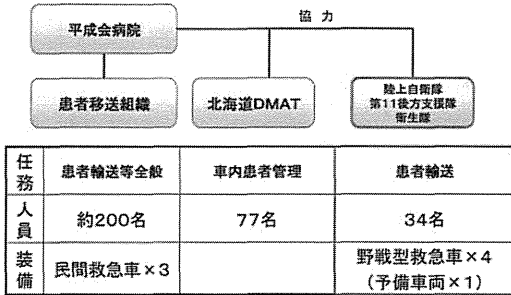 平成会病院
協力
患者移送組織
北海道DMAT
陸上自衛隊
第11後方支援隊
衛生隊
任務 患者輸送等全般 車内患者管理 患者輸送
人員 約200名 77名 34名
装備 民間救急車×3 野戦型救急車×4
(予備車両×1)